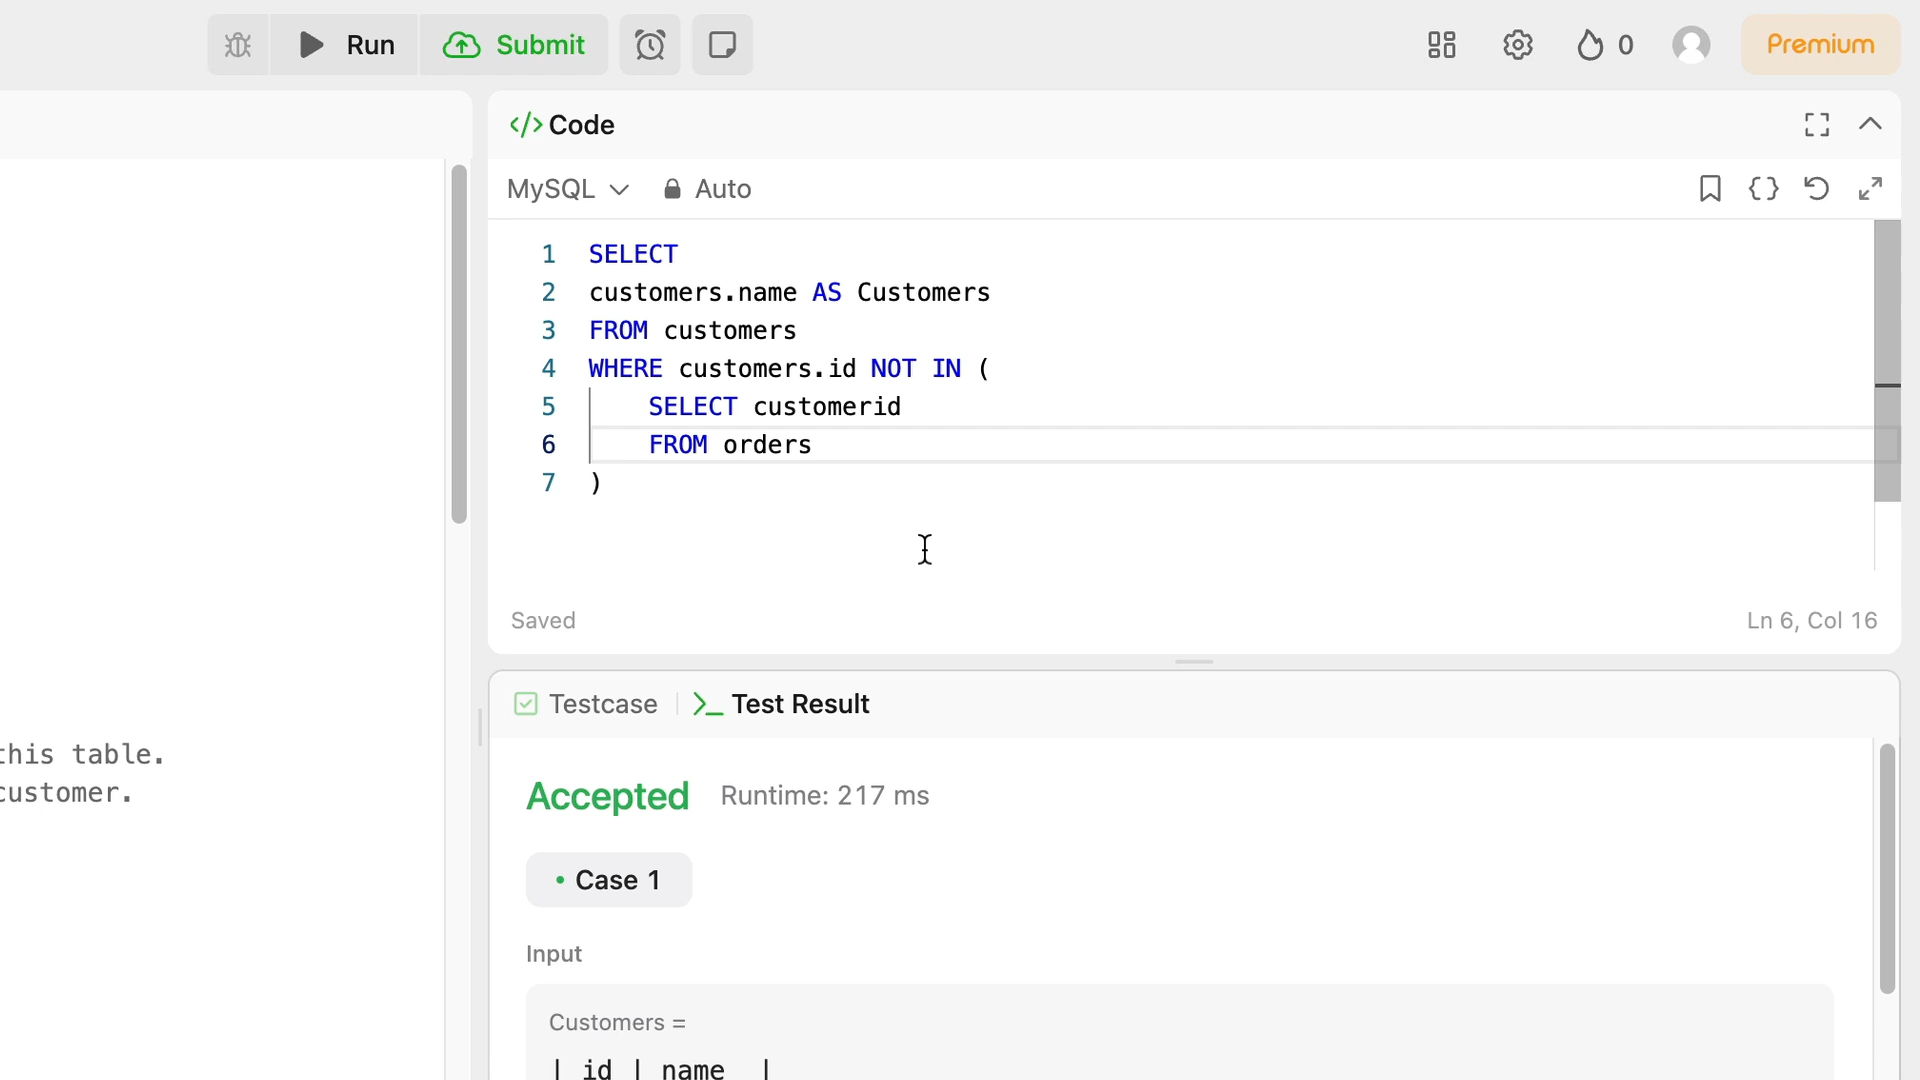 Run Submit 0 Premium
</> Code
MySQL Auto
1 SELECT
2 customers.name AS Customers
3 FROM customers
4 WHERE customers.id NOT IN (
5 SELECT customerid
6 FROM orders
7 )
Saved Ln 6, Col 16
this table.
customer.
Testcase >_ Test Result
Accepted Runtime: 217 ms
• Case 1
Input
Customers =
| id | name |